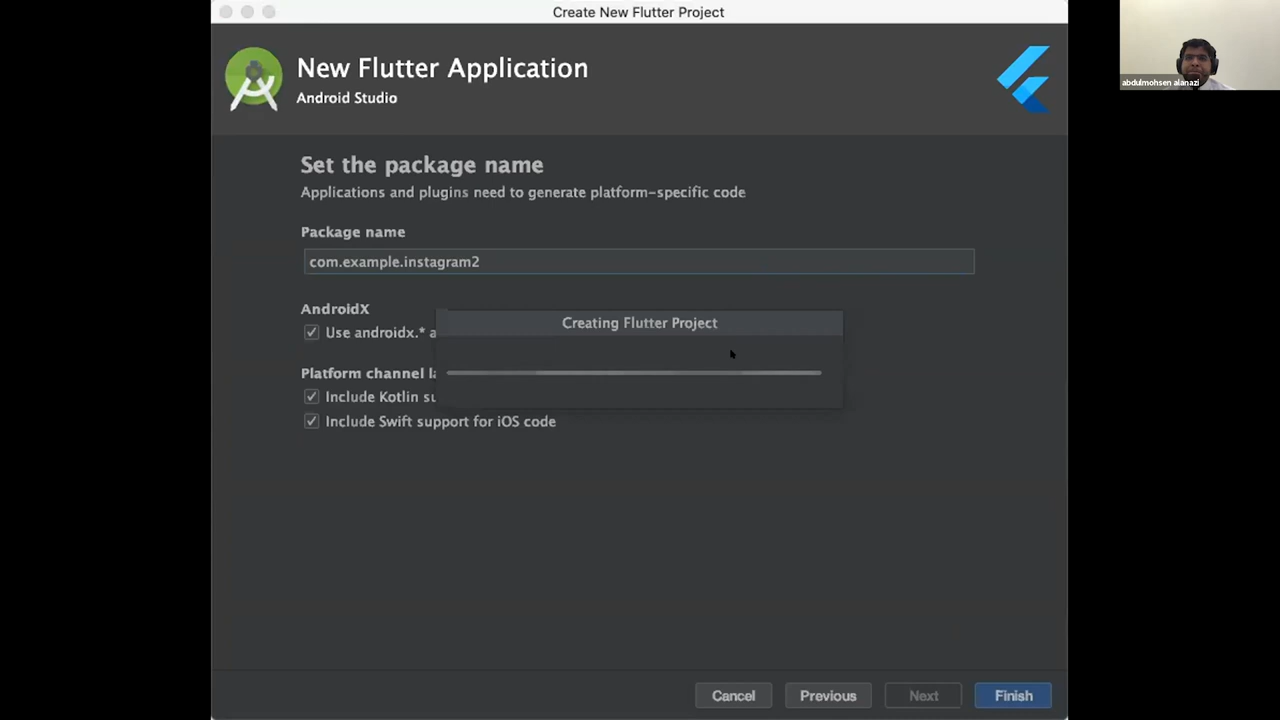 Create New Flutter Project
New Flutter Application
Android Studio
abdulmohsen alanazi
Set the package name
Applications and plugins need to generate platform-specific code
Package name
com.example.instagram2
AndroidX
Use androidx.* a
Creating Flutter Project
Platform channel la
Include Kotlin su
Include Swift support for iOS code
Cancel
Previous
Next
Finish